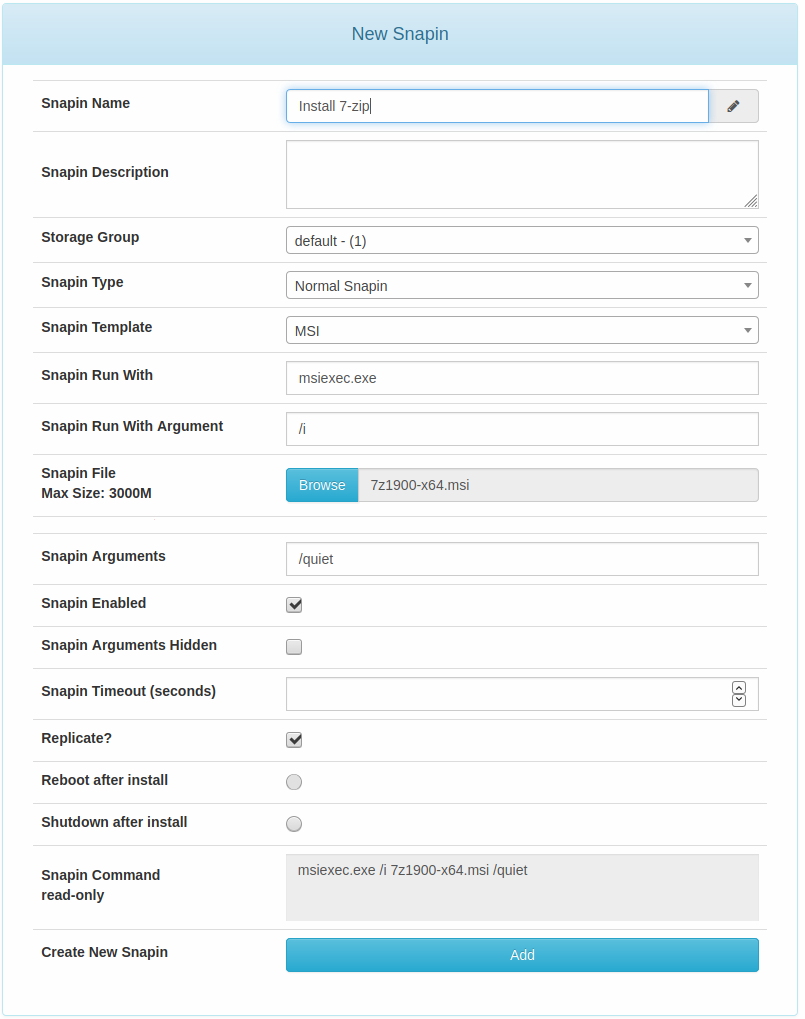 New Snapin
Snapin Name
Install 7-zip
Snapin Description
Storage Group
default - (1)
Snapin Type
Normal Snapin
Snapin Template
MSI
Snapin Run With
msiexec.exe
Snapin Run With Argument
/i
Snapin File
Max Size: 3000M
Browse
7z1900-x64.msi
Snapin Arguments
/quiet
Snapin Enabled
Snapin Arguments Hidden
Snapin Timeout (seconds)
Replicate?
Reboot after install
Shutdown after install
Snapin Command
read-only
msiexec.exe /i 7z1900-x64.msi /quiet
Create New Snapin
Add